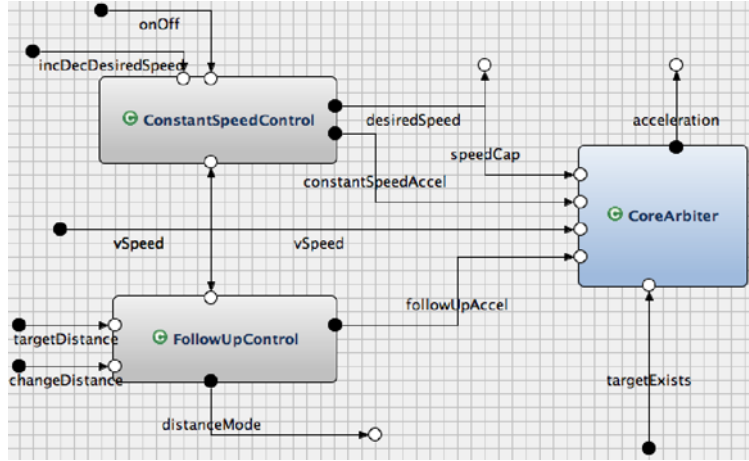 onOff
incDecDesiredSpeed
C ConstantSpeedControl
desiredSpeed
acceleration
speedCap
constantSpeedAccel
C CoreArbiter
vSpeed
vSpeed
followUpAccel
targetDistance
C FollowUpControl
changeDistance
targetExists
distanceMode